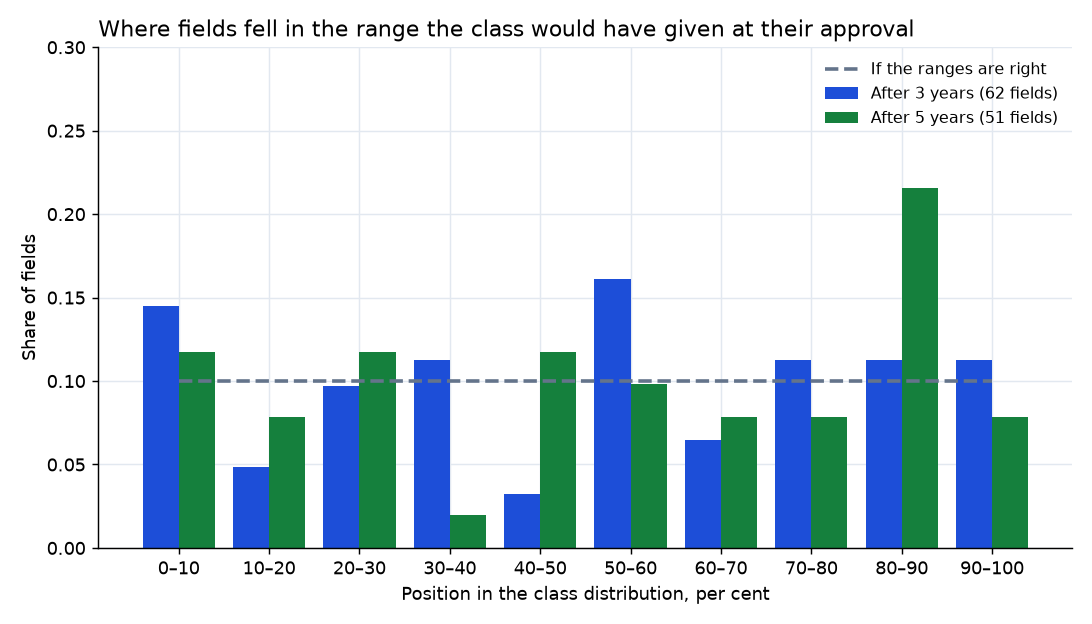 Where fields fell in the range the class would have given at their approval
0.30
0.25
0.20
0.15
0.10
0.05
0.00
Share of fields
If the ranges are right
After 3 years (62 fields)
After 5 years (51 fields)
0–10 10–20 20–30 30–40 40–50 50–60 60–70 70–80 80–90 90–100
Position in the class distribution, per cent